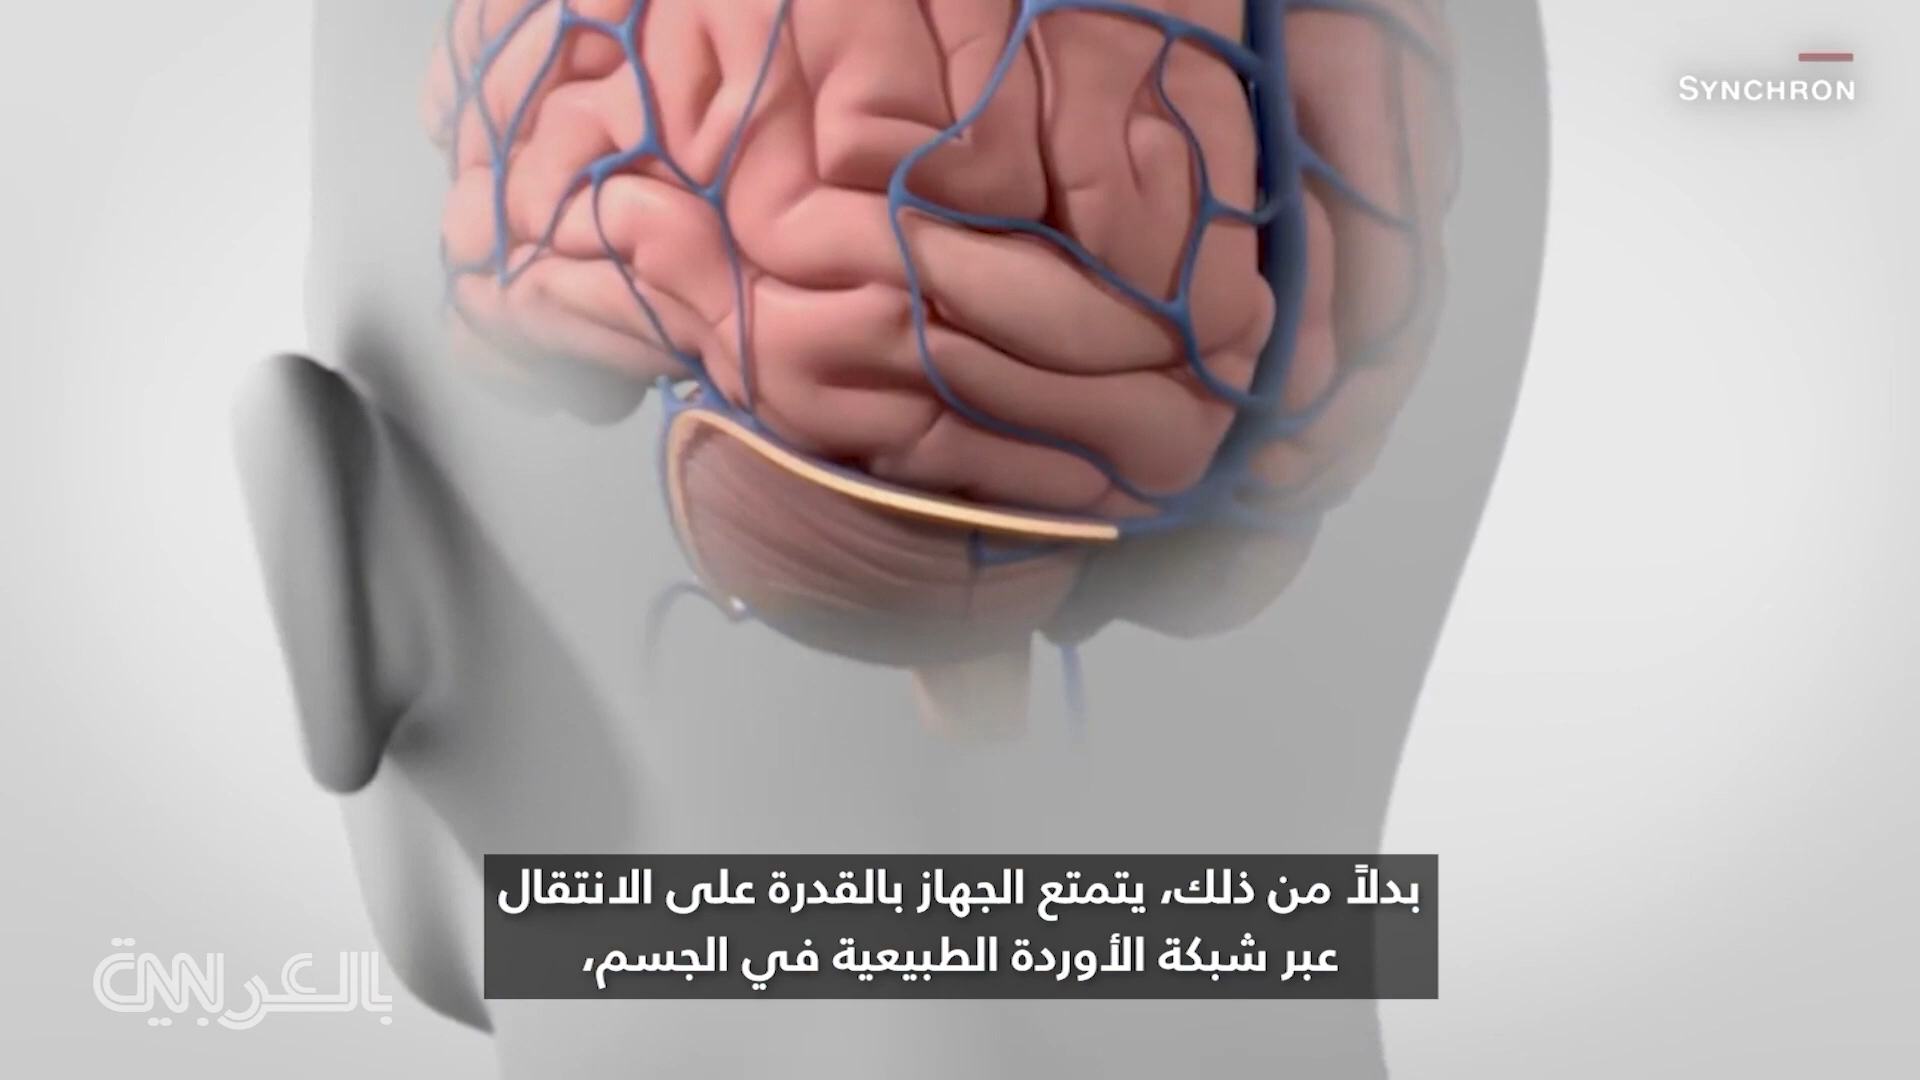 SYNCHRON
بدلاً من ذلك، يتمتع الجهاز بالقدرة على الانتقال
عبر شبكة الأوردة الطبيعية في الجسم،
CNN بالعربية